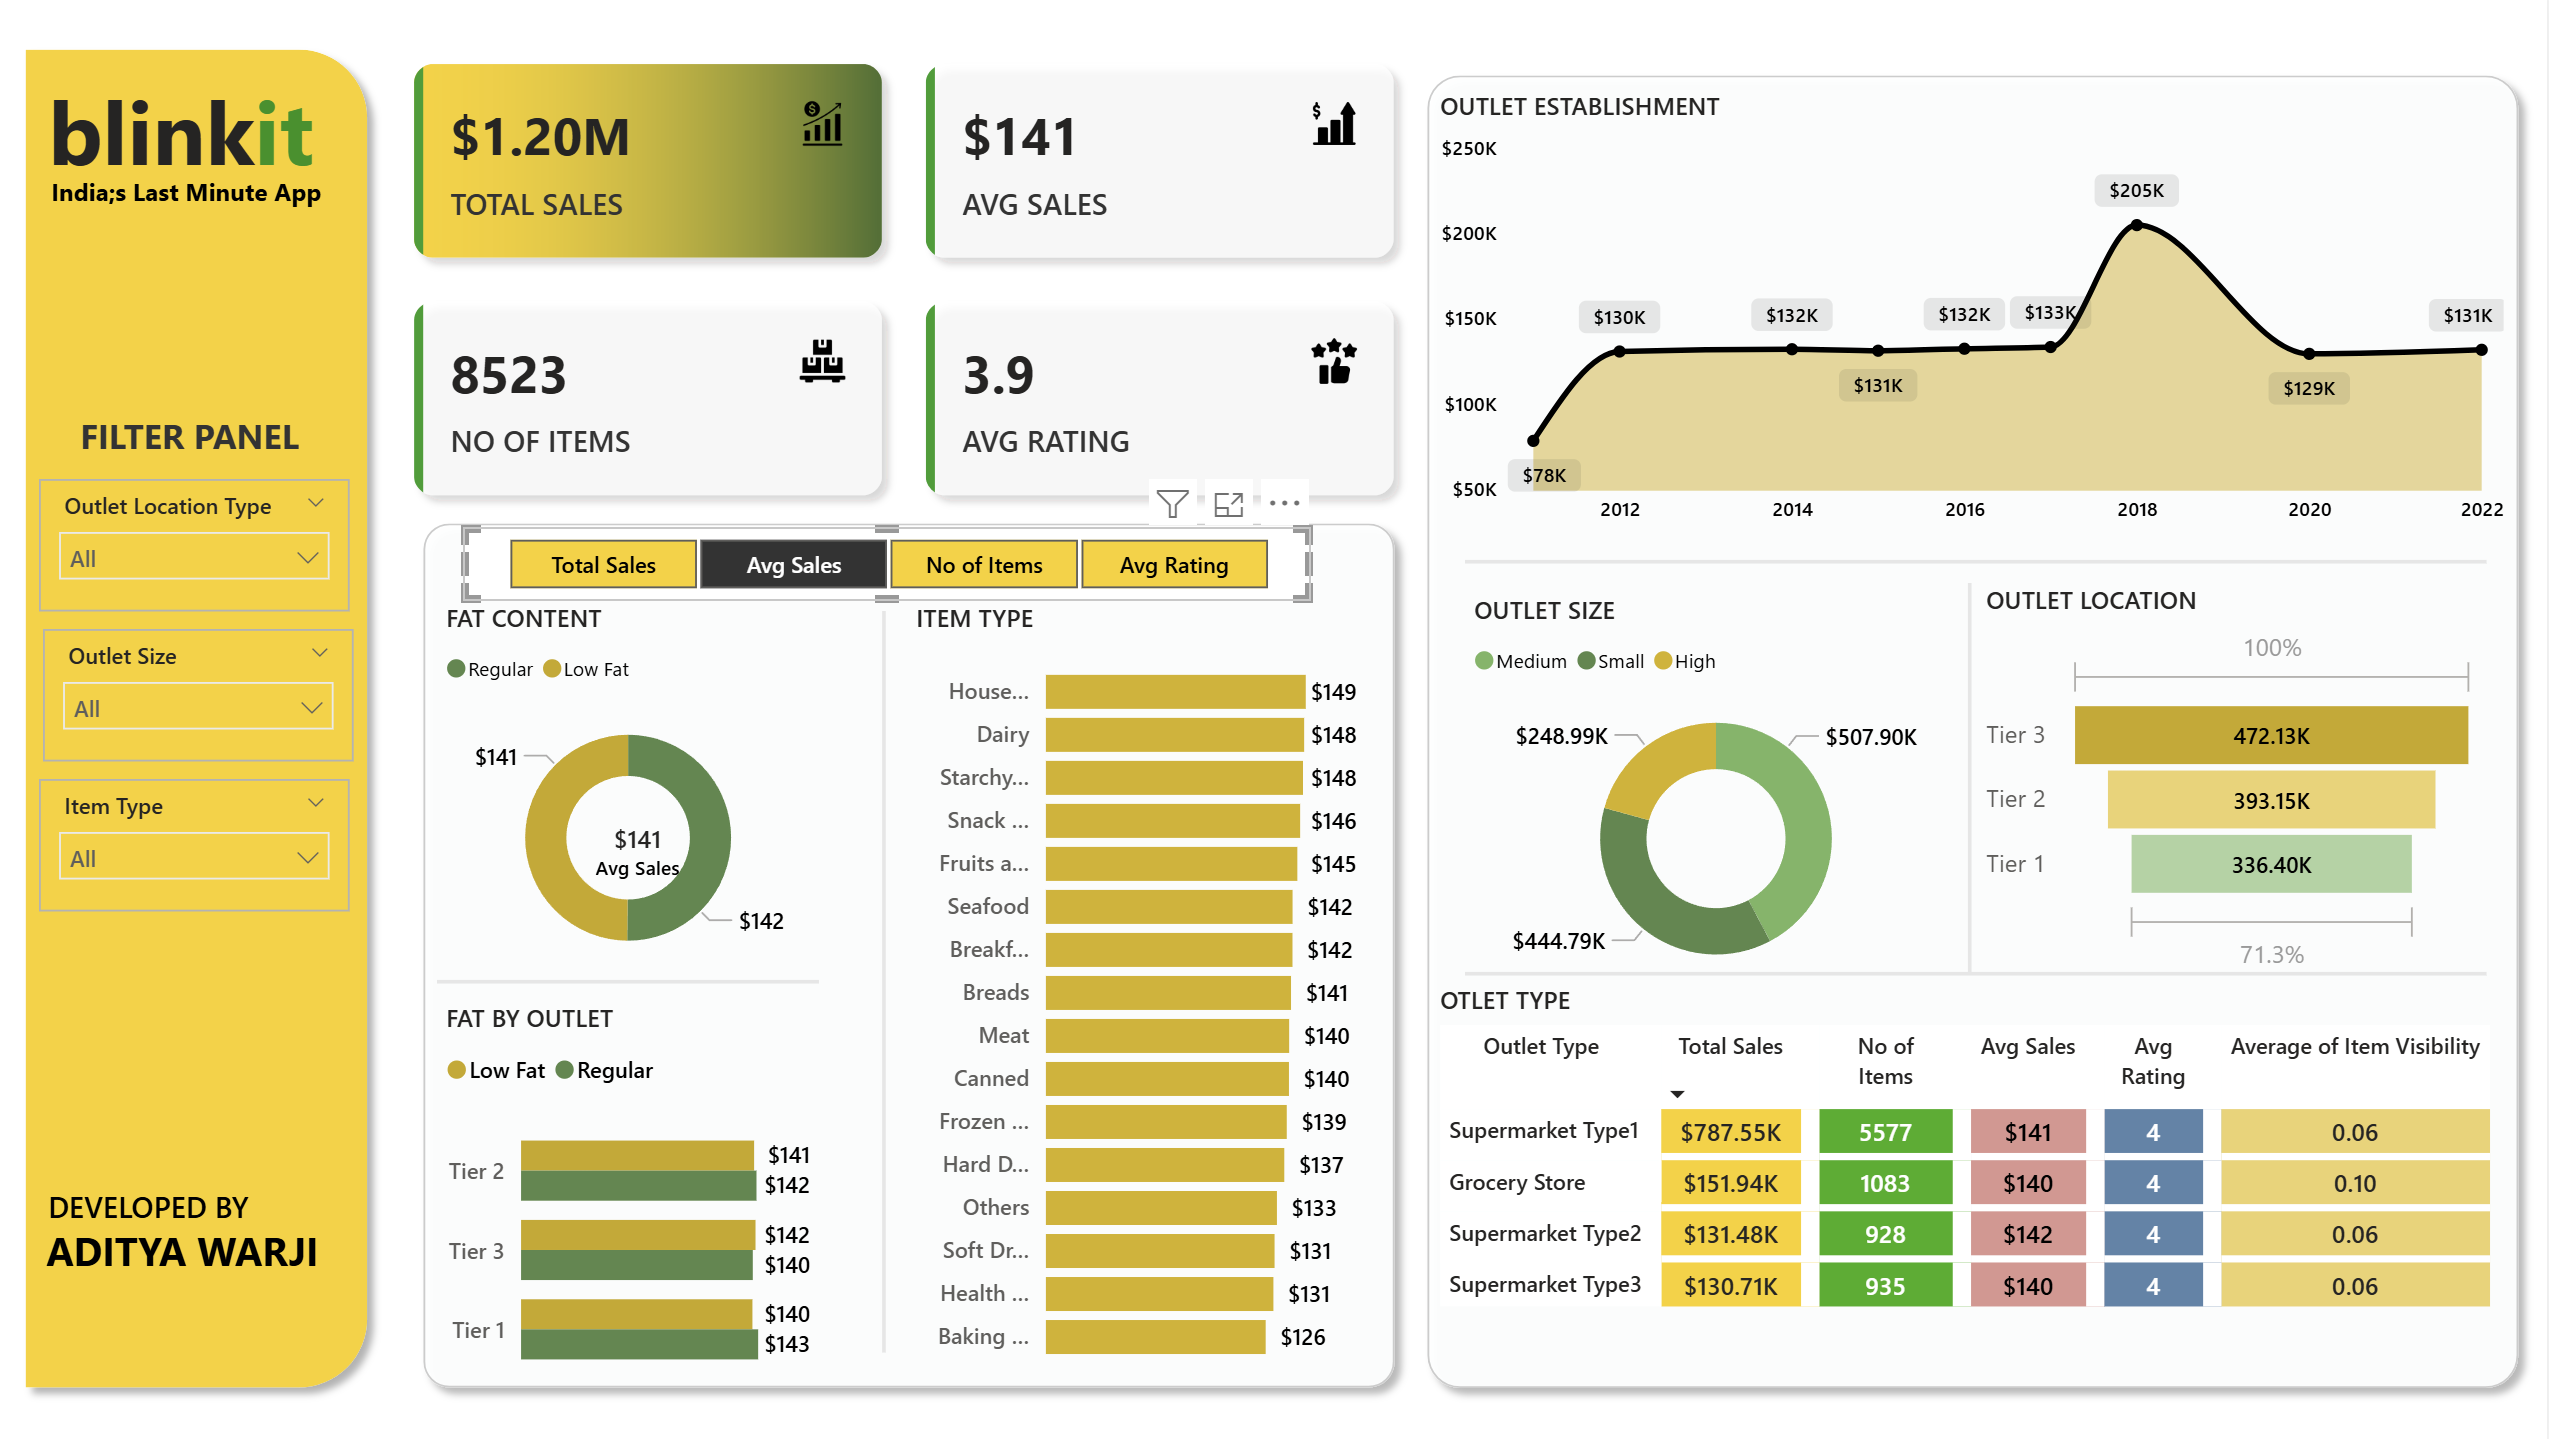 blinkit
India;s Last Minute App
FILTER PANEL
Outlet Location Type
All
Outlet Size
All
Item Type
All
DEVELOPED BY
ADITYA WARJI
$1.20M
TOTAL SALES
$141
AVG SALES
8523
NO OF ITEMS
3.9
AVG RATING
Total Sales
Avg Sales
No of Items
Avg Rating
FAT CONTENT
Regular Low Fat
$141
$141
Avg Sales
$142
FAT BY OUTLET
Low Fat Regular
Tier 2 $141
$142
Tier 3 $142
$140
Tier 1 $140
$143
ITEM TYPE
House... $149
Dairy $148
Starchy... $148
Snack ... $146
Fruits a... $145
Seafood $142
Breakf... $142
Breads $141
Meat $140
Canned $140
Frozen ... $139
Hard D... $137
Others $133
Soft Dr... $131
Health ... $131
Baking ... $126
OUTLET ESTABLISHMENT
$250K
$200K
$150K
$100K
$50K
$78K
$130K
$132K
$131K
$132K
$133K
$205K
$129K
$131K
2012 2014 2016 2018 2020 2022
OUTLET SIZE
Medium Small High
$248.99K
$507.90K
$444.79K
OUTLET LOCATION
100%
Tier 3 472.13K
Tier 2 393.15K
Tier 1 336.40K
71.3%
OTLET TYPE
Outlet Type Total Sales No of Items Avg Sales Avg Rating Average of Item Visibility
Supermarket Type1 $787.55K 5577 $141 4 0.06
Grocery Store $151.94K 1083 $140 4 0.10
Supermarket Type2 $131.48K 928 $142 4 0.06
Supermarket Type3 $130.71K 935 $140 4 0.06